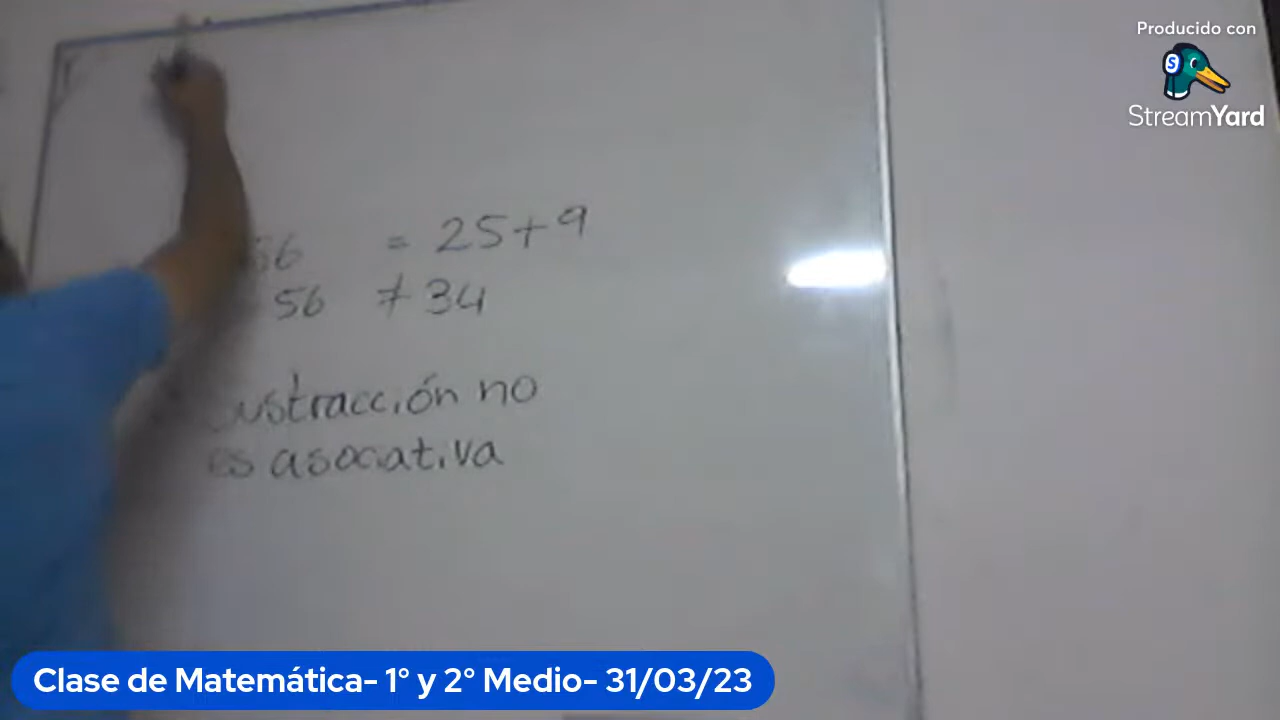 Producido con
StreamYard
56 = 25+9
56 ≠ 34
sustracción no
es asociativa
Clase de Matemática- 1° y 2° Medio- 31/03/23